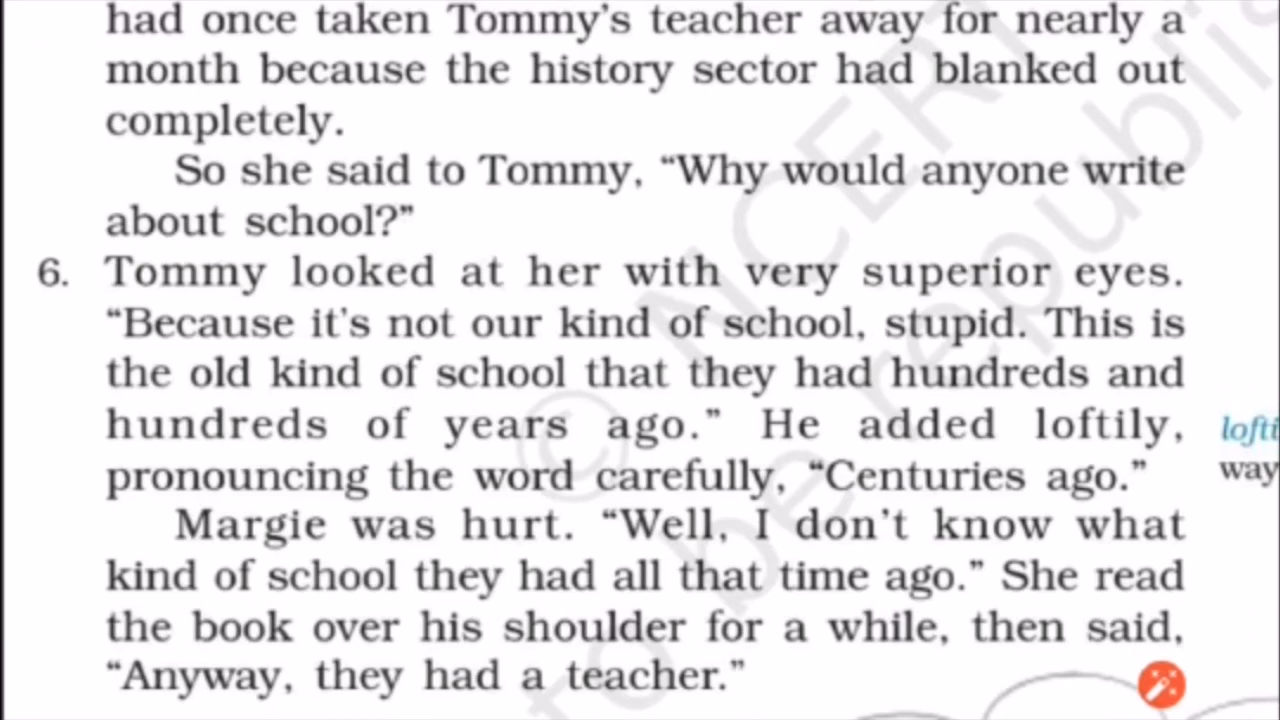 had once taken Tommy's teacher away for nearly a
month because the history sector had blanked out
completely.
So she said to Tommy, “Why would anyone write
about school?”
6. Tommy looked at her with very superior eyes.
“Because it's not our kind of school, stupid. This is
the old kind of school that they had hundreds and
hundreds of years ago.” He added loftily,
pronouncing the word carefully, “Centuries ago.”
lofti
way
Margie was hurt. “Well, I don't know what
kind of school they had all that time ago.” She read
the book over his shoulder for a while, then said,
“Anyway, they had a teacher.”
© NCERT
to be republis